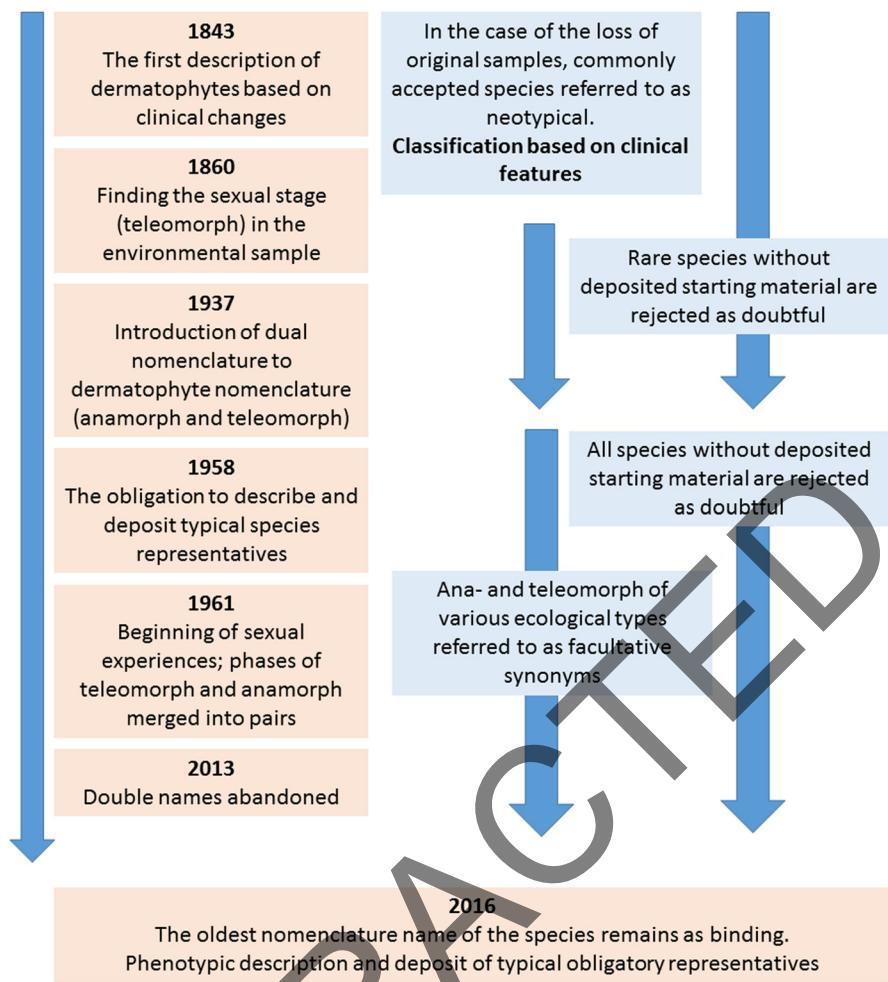 1843
The first description of
dermatophytes based on
clinical changes
1860
Finding the sexual stage
(teleomorph) in the
environmental sample
1937
Introduction of dual
nomenclature to
dermatophyte nomenclature
(anamorph and teleomorph)
1958
The obligation to describe and
deposit typical species
representatives
1961
Beginning of sexual
experiences; phases of
teleomorph and anamorph
merged into pairs
2013
Double names abandoned
In the case of the loss of
original samples, commonly
accepted species referred to as
neotypical.
Classification based on clinical
features
Rare species without
deposited starting material are
rejected as doubtful
All species without deposited
starting material are rejected
as doubtful
Ana- and teleomorph of
various ecological types
referred to as facultative
synonyms
2016
The oldest nomenclature name of the species remains as binding.
Phenotypic description and deposit of typical obligatory representatives
PACTED